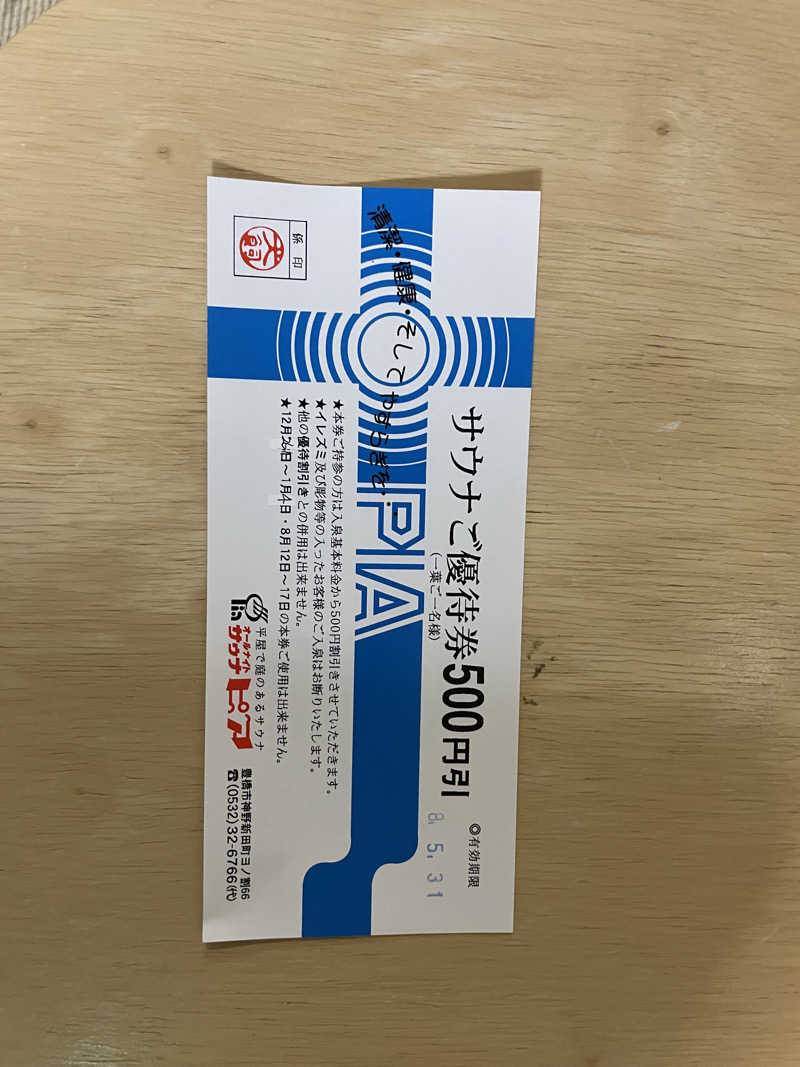 サウナご優待券500円引
(一葉ご一名様)
◎有効期限
8. 5. 31
清潔・健康・そしてやすらぎを…
PIA
★本券ご持参の方は入泉基本料金から500円割引きさせていただきます。
★イレズミ及び彫物等の入ったお客様のご入泉はお断りいたします。
★他の優待割引きとの併用は出来ません。
★12月 日～1月4日・8月12日～17日の本券ご使用は出来ません。
係印
平屋で庭のあるサウナ
オールナイト
サウナ
ピア
豊橋市神野新田町ヨノ割66
☎(0532)32-6766(代)